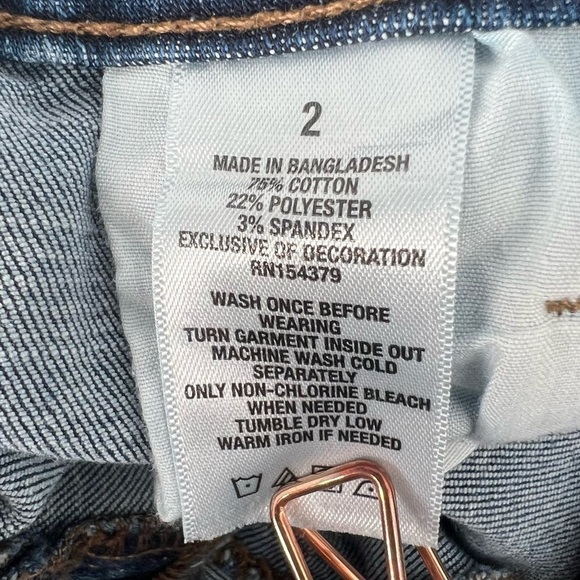 2
MADE IN BANGLADESH
75% COTTON
22% POLYESTER
3% SPANDEX
EXCLUSIVE OF DECORATION
RN154379
WASH ONCE BEFORE
WEARING
TURN GARMENT INSIDE OUT
MACHINE WASH COLD
SEPARATELY
ONLY NON-CHLORINE BLEACH
WHEN NEEDED
TUMBLE DRY LOW
WARM IRON IF NEEDED